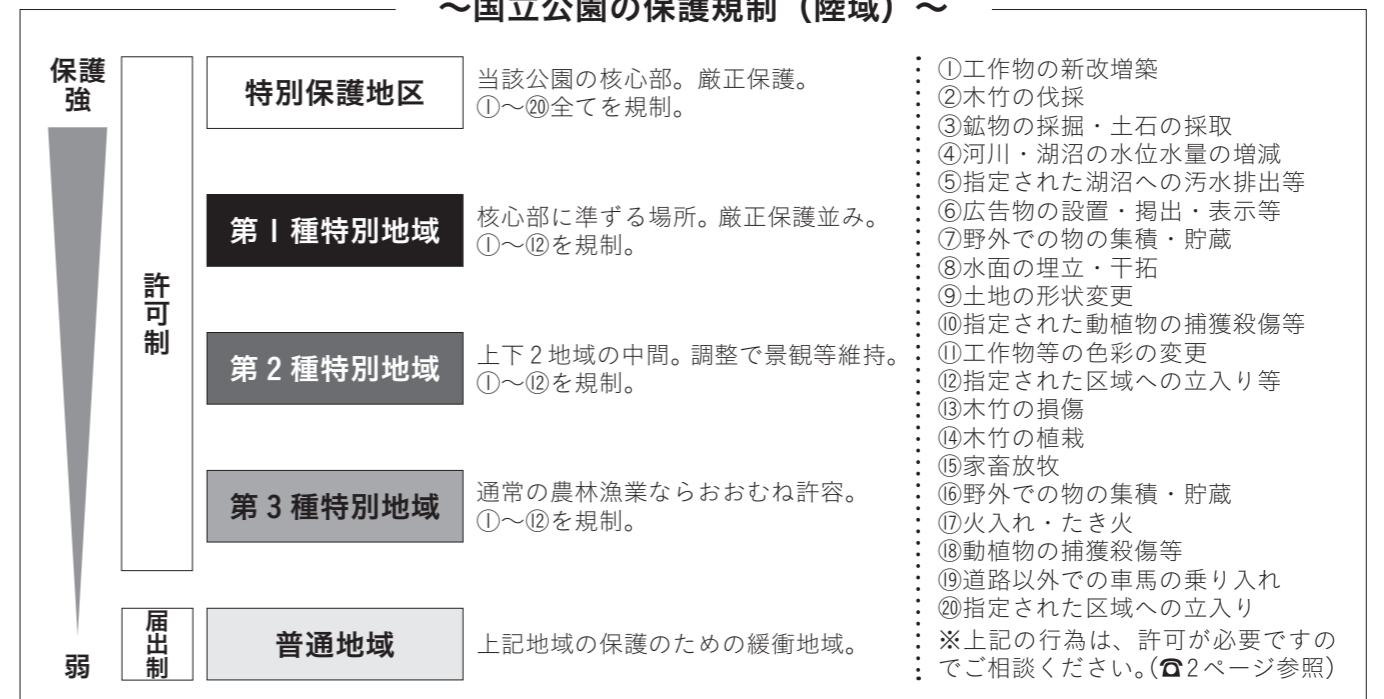 ～国立公園の保護規制（陸域）～
保護
強
許可制
特別保護地区
当該公園の核心部。厳正保護。
①～⑳全てを規制。
第1種特別地域
核心部に準ずる場所。厳正保護並み。
①～⑫を規制。
第2種特別地域
上下2地域の中間。調整で景観等維持。
①～⑫を規制。
第3種特別地域
通常の農林漁業ならおおむね許容。
①～⑫を規制。
弱
届出制
普通地域
上記地域の保護のための緩衝地域。
①工作物の新改増築
②木竹の伐採
③鉱物の採掘・土石の採取
④河川・湖沼の水位水量の増減
⑤指定された湖沼への汚水排出等
⑥広告物の設置・掲出・表示等
⑦野外での物の集積・貯蔵
⑧水面の埋立・干拓
⑨土地の形状変更
⑩指定された動植物の捕獲殺傷等
⑪工作物等の色彩の変更
⑫指定された区域への立入り等
⑬木竹の損傷
⑭木竹の植栽
⑮家畜放牧
⑯野外での物の集積・貯蔵
⑰火入れ・たき火
⑱動植物の捕獲殺傷等
⑲道路以外での車馬の乗り入れ
⑳指定された区域への立入り
※上記の行為は、許可が必要ですの
でご相談ください。(☎2ページ参照)